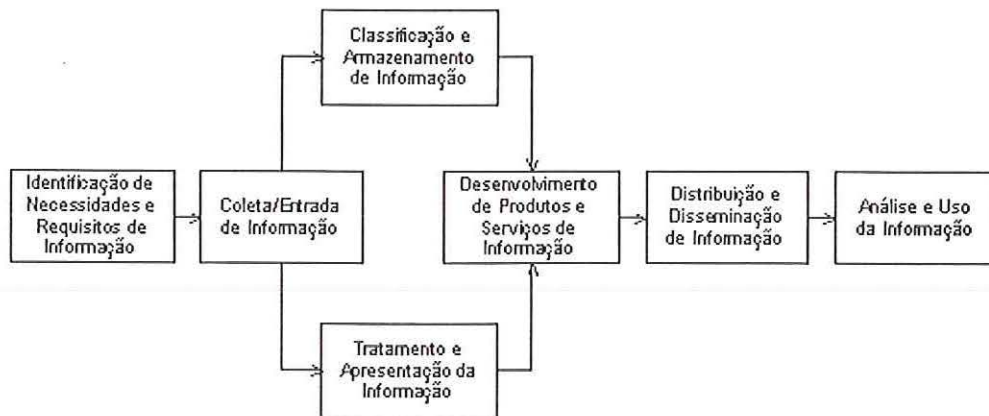 Classificação e
Armazenamento
de Informação
Identificação de
Necessidades e
Requisitos de
Informação
Coleta/Entrada
de Informação
Desenvolvimento
de Produtos e
Serviços de
Informação
Distribuição e
Disseminação
de Informação
Análise e Uso
da Informação
Tratamento e
Apresentação da
Informação